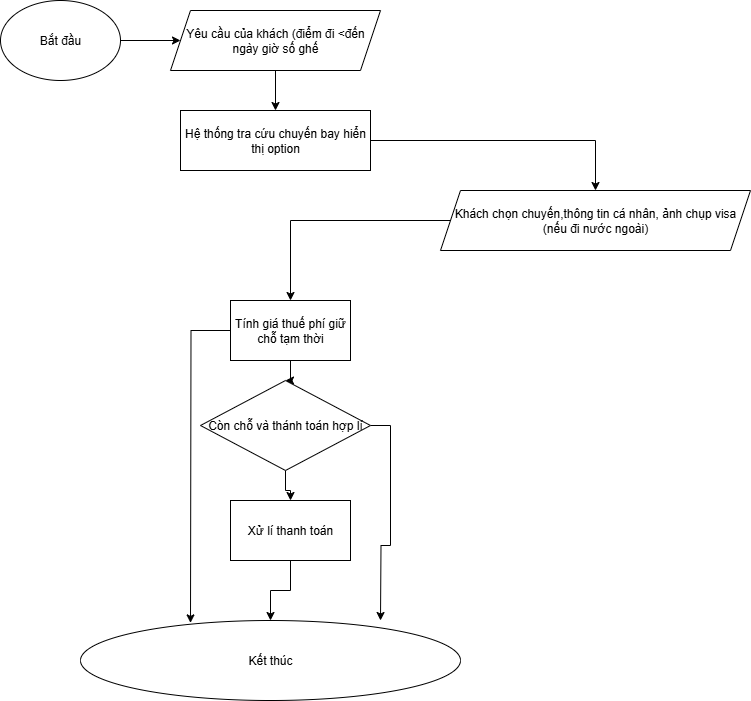 Bắt đầu
Yêu cầu của khách (điểm đi <đến
ngày giờ số ghế
Hệ thống tra cứu chuyến bay hiển
thị option
Khách chọn chuyến,thông tin cá nhân, ảnh chụp visa
(nếu đi nước ngoài)
Tính giá thuế phí giữ
chỗ tạm thời
Còn chỗ và thánh toán hợp lí
Xử lí thanh toán
Kết thúc